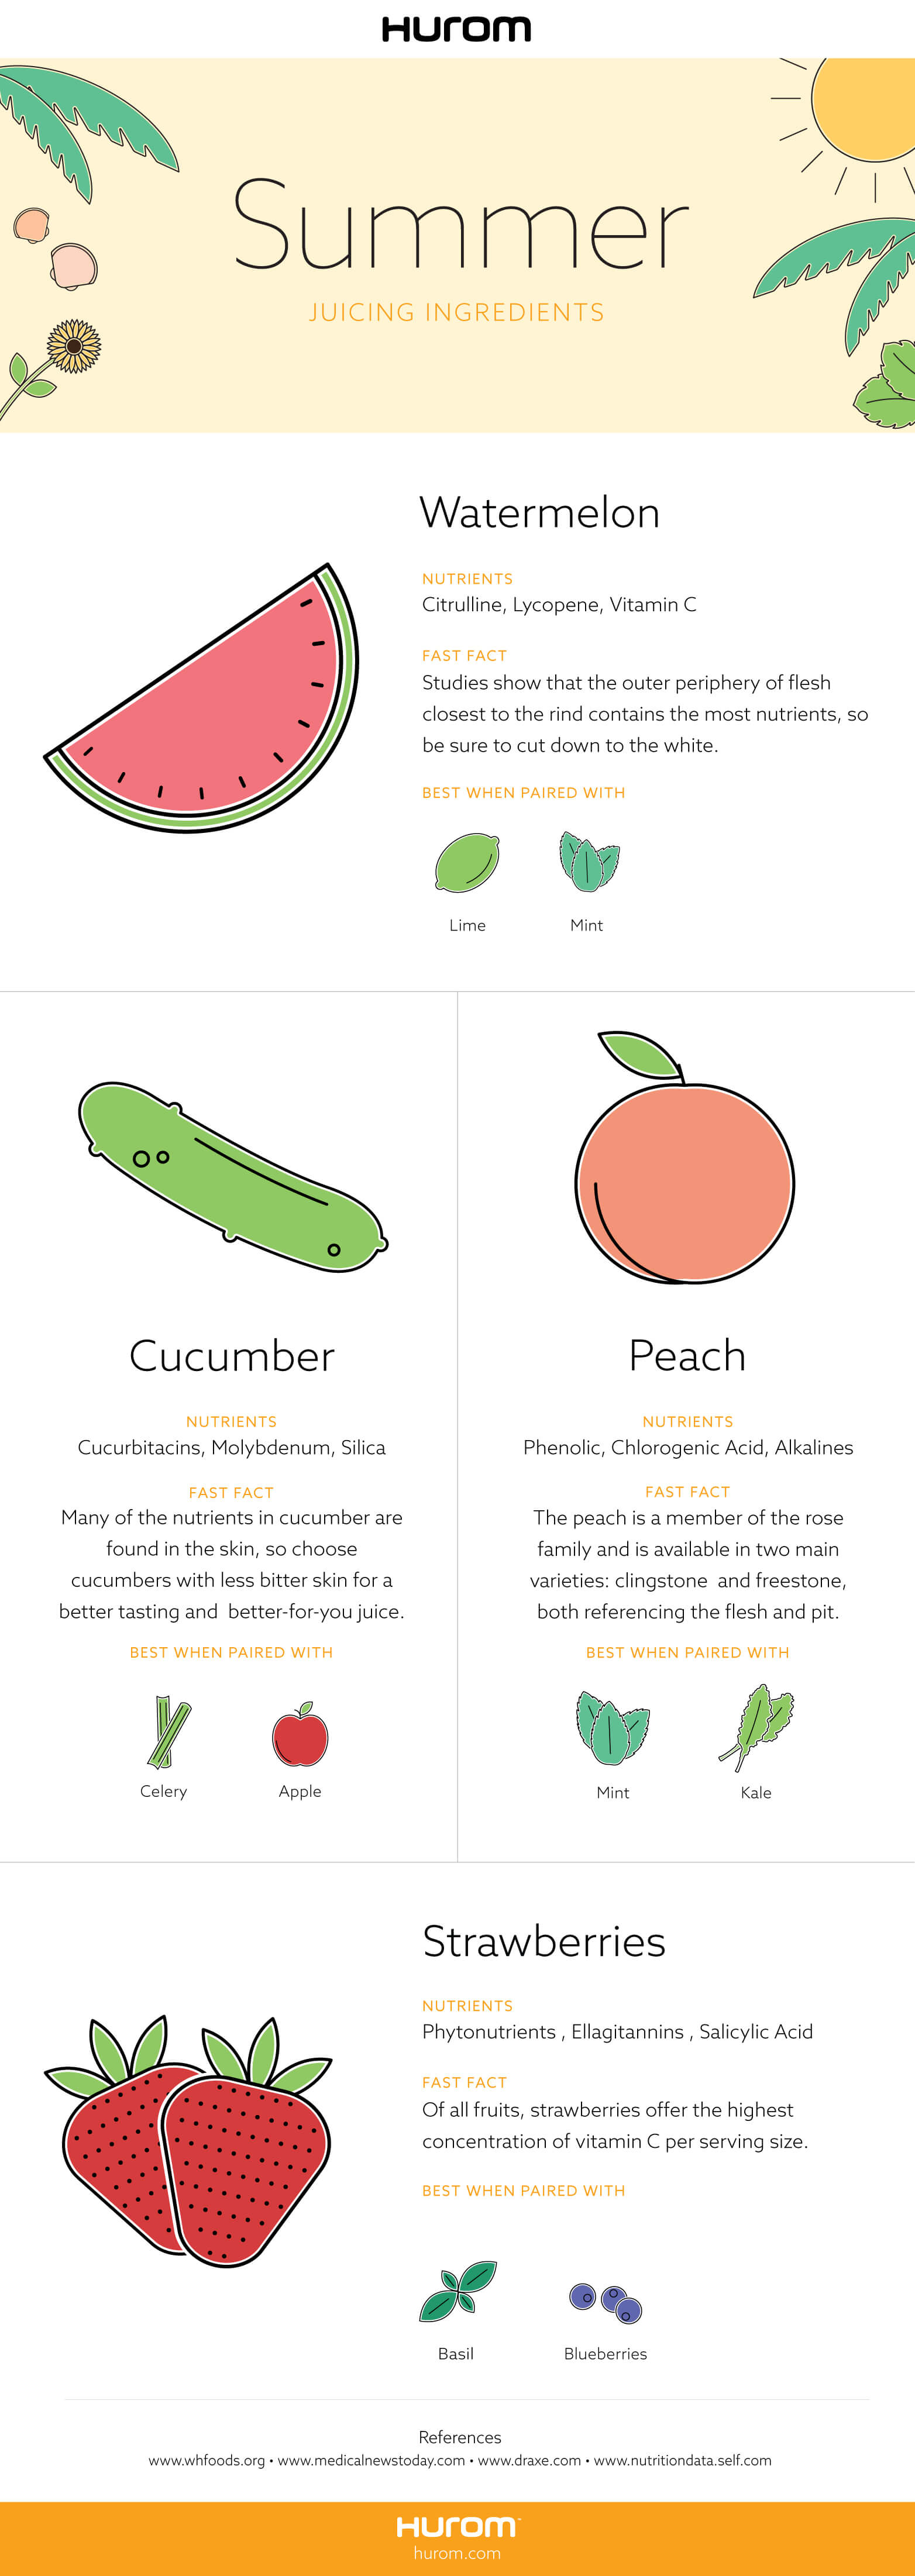 Hurom
Summer
JUICING INGREDIENTS
Watermelon
NUTRIENTS
Citrulline, Lycopene, Vitamin C
FAST FACT
Studies show that the outer periphery of flesh
closest to the rind contains the most nutrients, so
be sure to cut down to the white.
BEST WHEN PAIRED WITH
Lime
Mint
Cucumber
NUTRIENTS
Cucurbitacins, Molybdenum, Silica
FAST FACT
Many of the nutrients in cucumber are
found in the skin, so choose
cucumbers with less bitter skin for a
better tasting and better-for-you juice.
BEST WHEN PAIRED WITH
Celery
Apple
Peach
NUTRIENTS
Phenolic, Chlorogenic Acid, Alkalines
FAST FACT
The peach is a member of the rose
family and is available in two main
varieties: clingstone and freestone,
both referencing the flesh and pit.
BEST WHEN PAIRED WITH
Mint
Kale
Strawberries
NUTRIENTS
Phytonutrients , Ellagitannins , Salicylic Acid
FAST FACT
Of all fruits, strawberries offer the highest
concentration of vitamin C per serving size.
BEST WHEN PAIRED WITH
Basil
Blueberries
References
www.whfoods.org • www.medicalnewstoday.com • www.draxe.com • www.nutritiondata.self.com
Hurom™
hurom.com